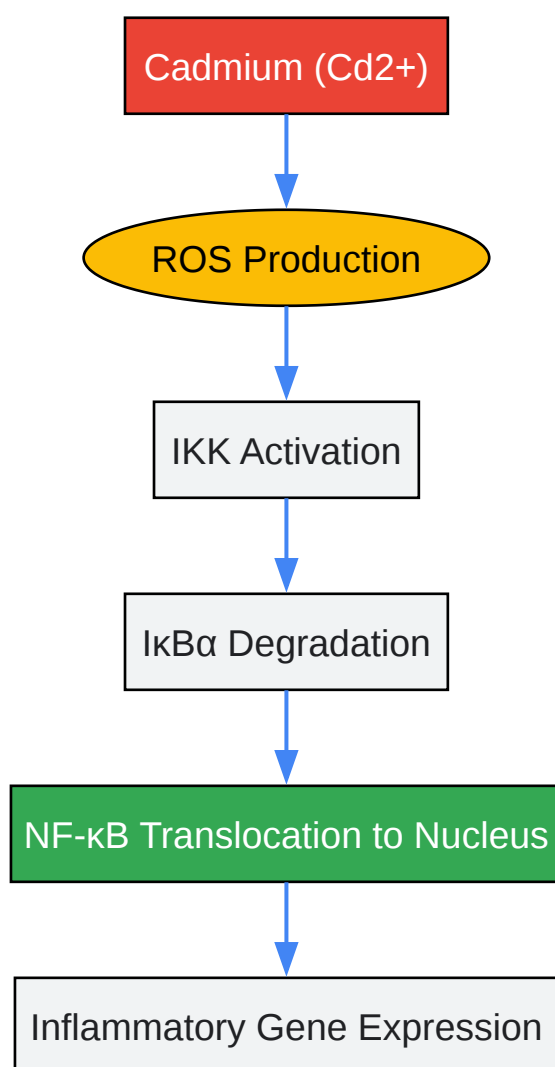 Cadmium (Cd2+)
ROS Production
IKK Activation
IκBα Degradation
NF-κB Translocation to Nucleus
Inflammatory Gene Expression